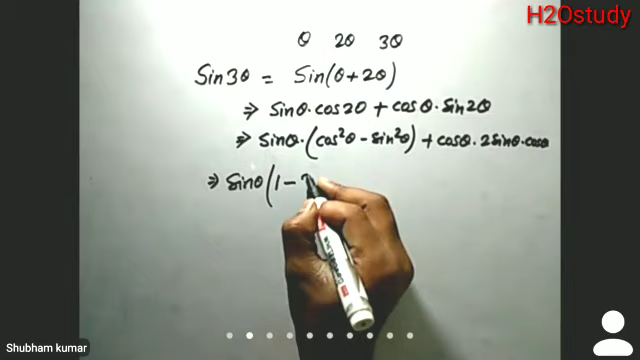 H2Ostudy
θ 2θ 3θ
Sin3θ = Sin(θ+2θ)
⇒ Sinθ·cos2θ + cosθ·Sin2θ
⇒ Sinθ·(cos²θ - Sin²θ) + cosθ·2Sinθ·cosθ
⇒ Sinθ(1-
Shubham kumar